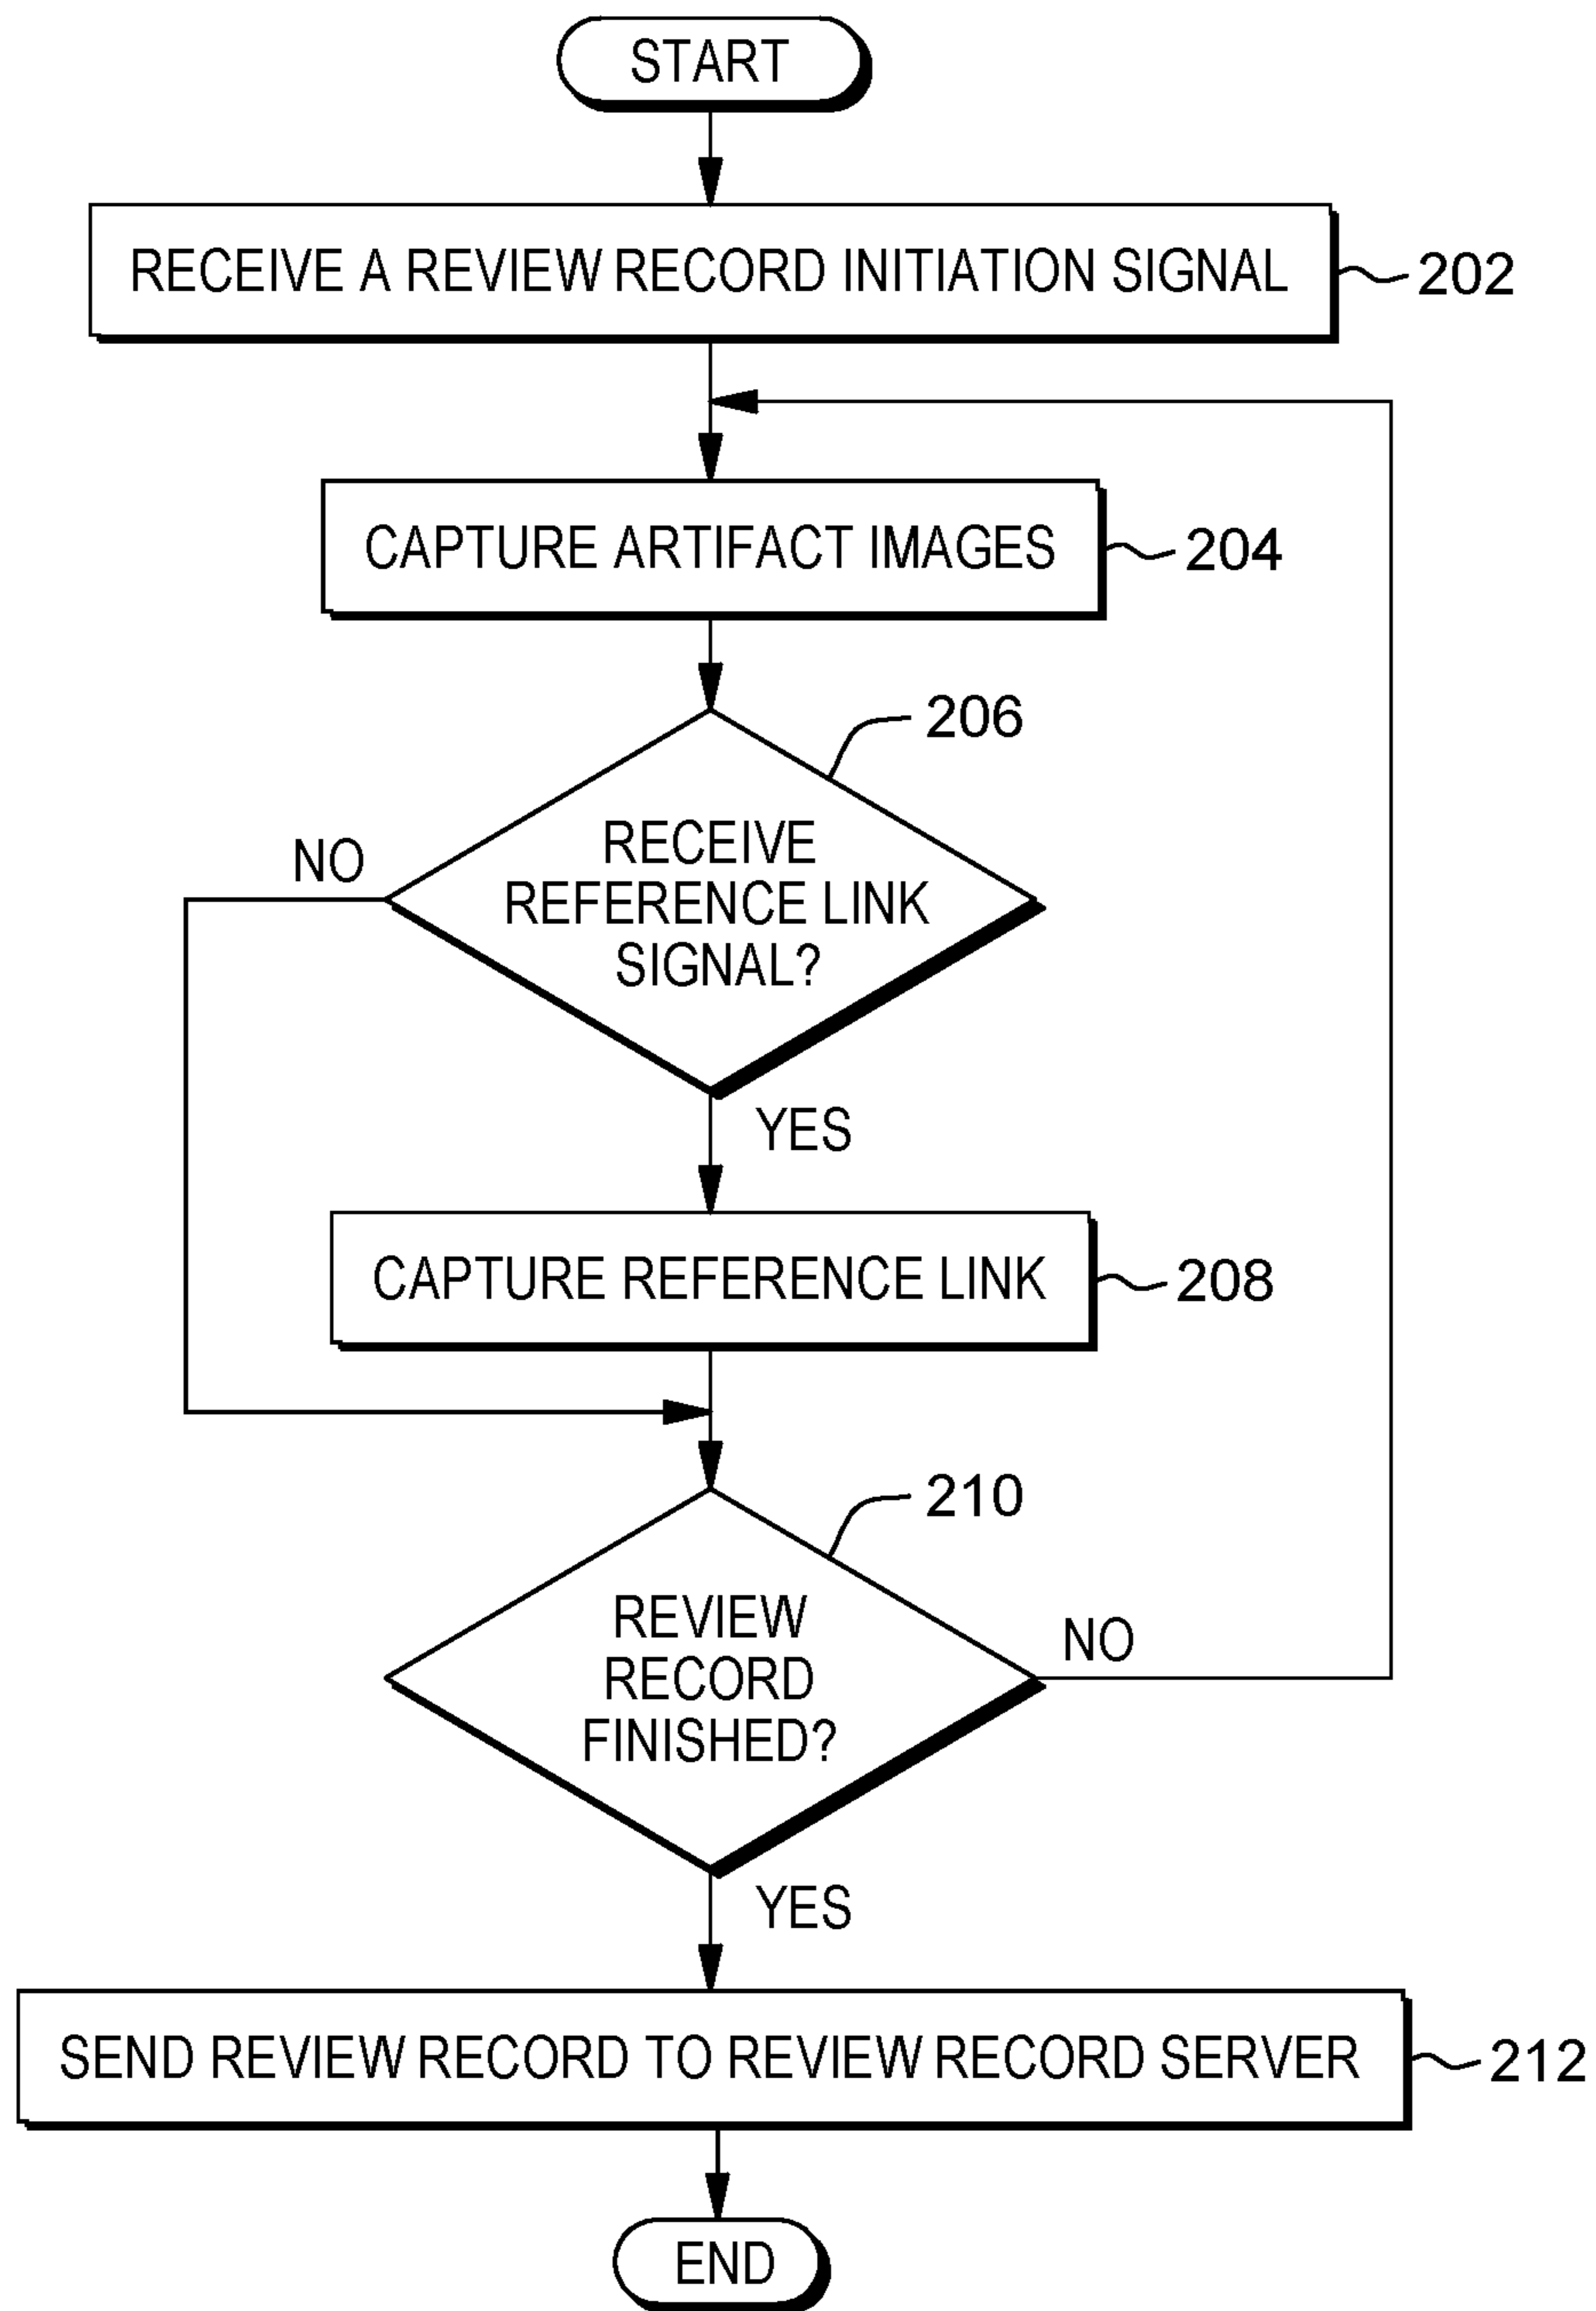 START
RECEIVE A REVIEW RECORD INITIATION SIGNAL
202
CAPTURE ARTIFACT IMAGES
204
206
NO
RECEIVE
REFERENCE LINK
SIGNAL?
YES
CAPTURE REFERENCE LINK
208
210
REVIEW
RECORD
FINISHED?
NO
YES
SEND REVIEW RECORD TO REVIEW RECORD SERVER
212
END